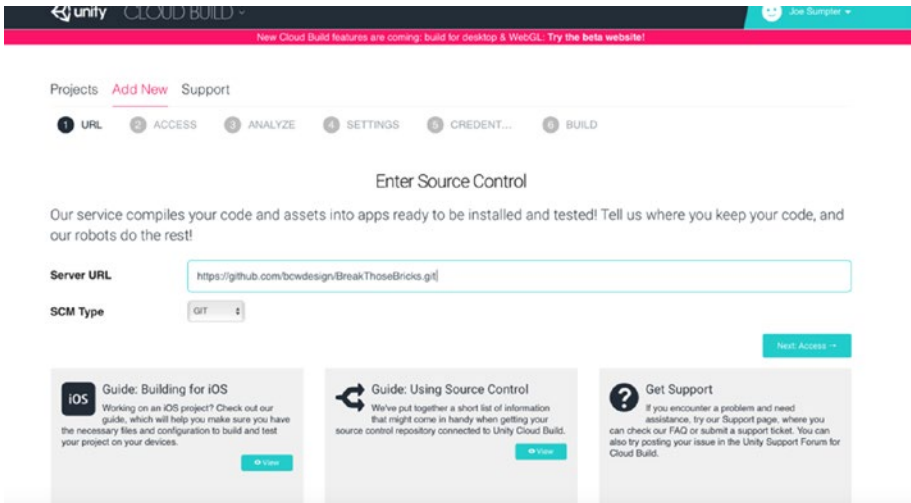 unity CLOUD BUILD
Joe Sumpter
New Cloud Build features are coming: build for desktop & WebGL: Try the beta website!
Projects Add New Support
1 URL 2 ACCESS 3 ANALYZE 4 SETTINGS 5 CREDENT... 6 BUILD
Enter Source Control
Our service compiles your code and assets into apps ready to be installed and tested! Tell us where you keep your code, and
our robots do the rest!
Server URL https://github.com/bcwdesign/BreakThoseBricks.git
SCM Type GIT
Next: Access →
iOS Guide: Building for iOS
Working on an iOS project? Check out our
guide, which will help you make sure you have
the necessary files and configuration to build and test
your project on your devices.
View
Guide: Using Source Control
We've put together a short list of information
that might come in handy when getting your
source control repository connected to Unity Cloud Build.
View
? Get Support
If you encounter a problem and need
assistance, try our Support page, where you
can check our FAQ or submit a support ticket. You can
also try posting your issue in the Unity Support Forum for
Cloud Build.